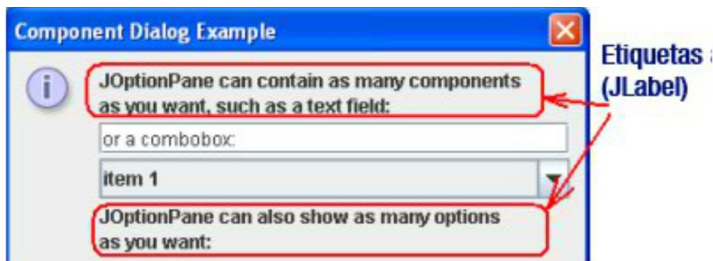 Component Dialog Example
JOptionPane can contain as many components
as you want, such as a text field:
or a combobox:
item 1
JOptionPane can also show as many options
as you want:
Etiquetas
(JLabel)